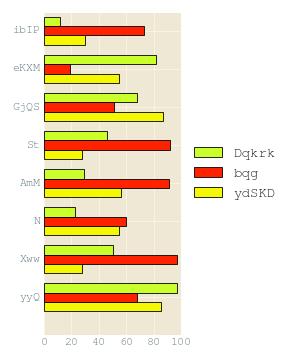 ibIP
eKXM
GjQS
St
AmM
N
Xww
yyQ
0 20 40 60 80 100
Dqkrk
bqg
ydSKD